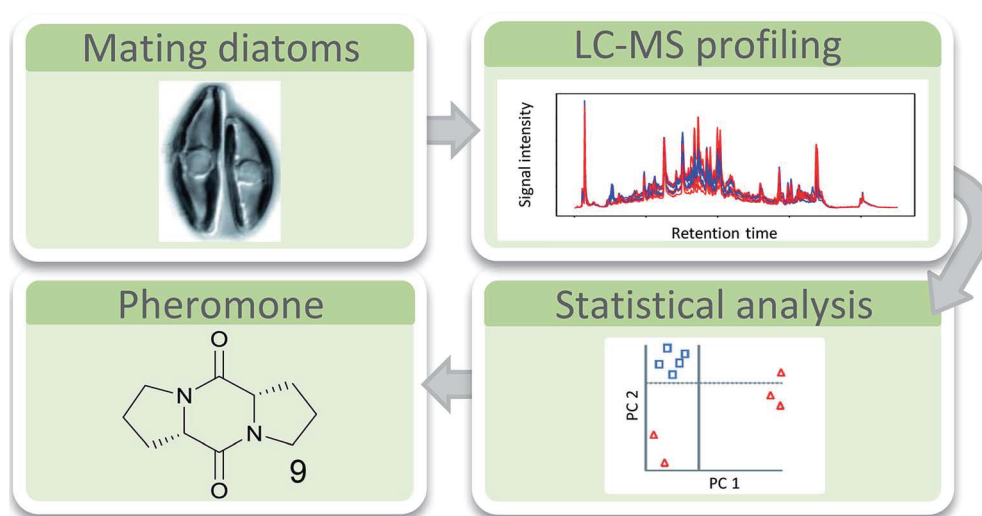 Mating diatoms
LC-MS profiling
Signal intensity
Retention time
Statistical analysis
PC 2
PC 1
Pheromone
O
N
N
O
9